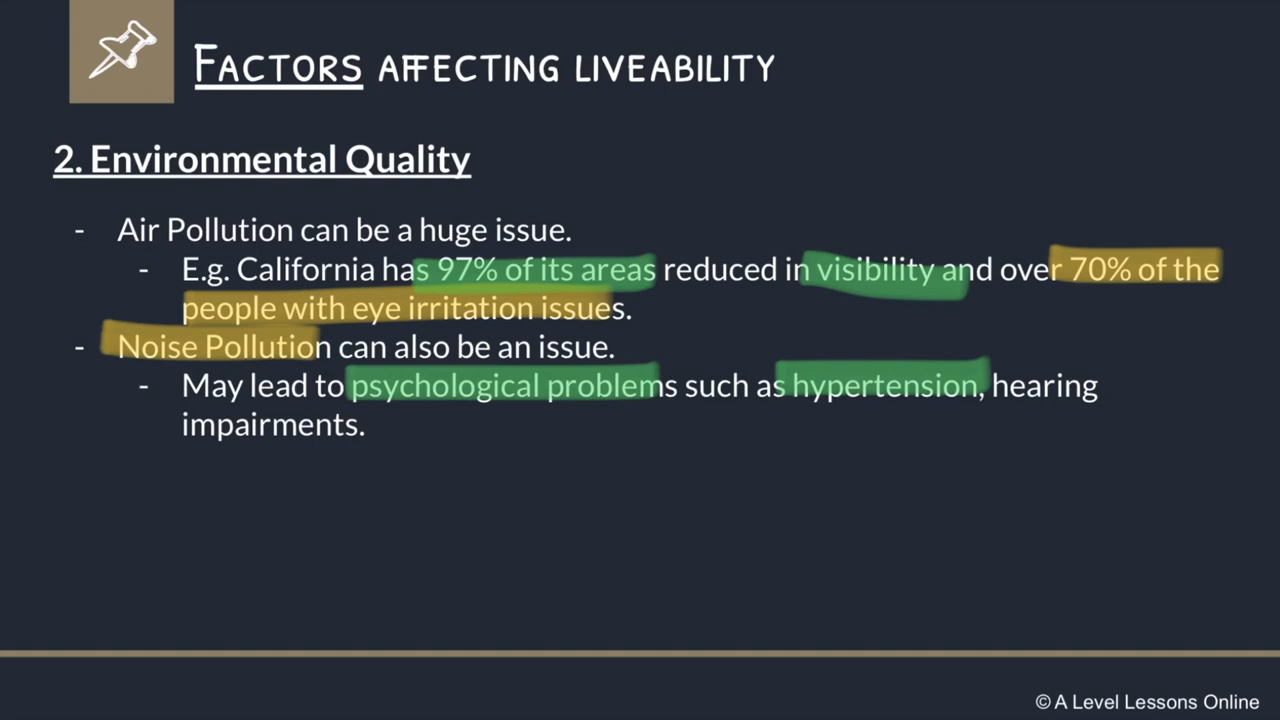 Factors affecting liveability
2. Environmental Quality
- Air Pollution can be a huge issue.
- E.g. California has 97% of its areas reduced in visibility and over 70% of the
people with eye irritation issues.
- Noise Pollution can also be an issue.
- May lead to psychological problems such as hypertension, hearing
impairments.
© A Level Lessons Online